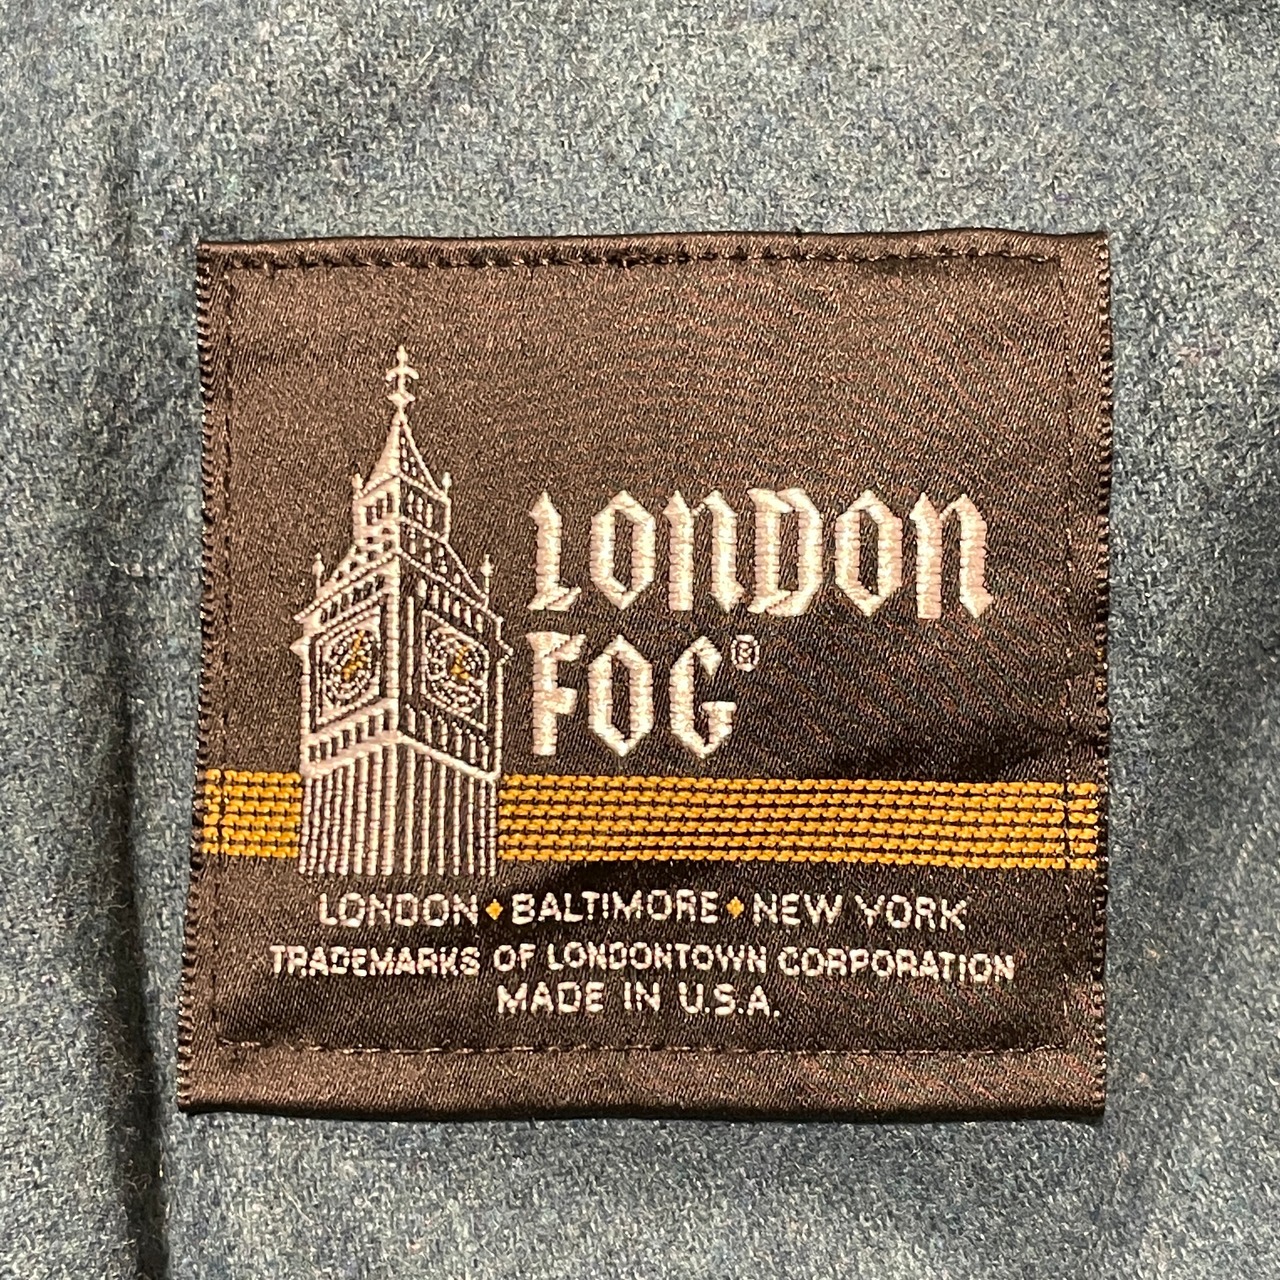 LONDON
FOG®
LONDON • BALTIMORE • NEW YORK
TRADEMARKS OF LONDONTOWN CORPORATION
MADE IN U.S.A.